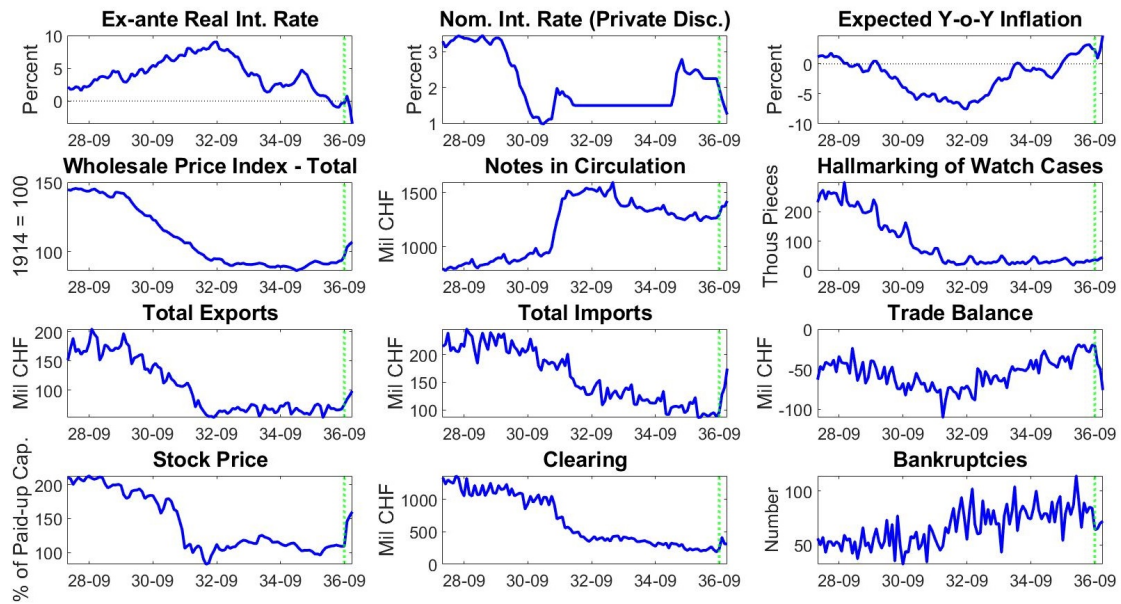 Ex-ante Real Int. Rate
Percent
10
5
0
28-09 30-09 32-09 34-09 36-09
Nom. Int. Rate (Private Disc.)
Percent
3
2
1
28-09 30-09 32-09 34-09 36-09
Expected Y-o-Y Inflation
Percent
0
-5
-10
28-09 30-09 32-09 34-09 36-09
Wholesale Price Index - Total
1914 = 100
150
100
28-09 30-09 32-09 34-09 36-09
Notes in Circulation
Mil CHF
1500
1000
28-09 30-09 32-09 34-09 36-09
Hallmarking of Watch Cases
Thous Pieces
200
100
0
28-09 30-09 32-09 34-09 36-09
Total Exports
Mil CHF
200
150
100
28-09 30-09 32-09 34-09 36-09
Total Imports
Mil CHF
200
150
100
28-09 30-09 32-09 34-09 36-09
Trade Balance
Mil CHF
0
-50
-100
28-09 30-09 32-09 34-09 36-09
Stock Price
% of Paid-up Cap.
200
150
100
28-09 30-09 32-09 34-09 36-09
Clearing
Mil CHF
1000
500
0
28-09 30-09 32-09 34-09 36-09
Bankruptcies
Number
100
50
28-09 30-09 32-09 34-09 36-09